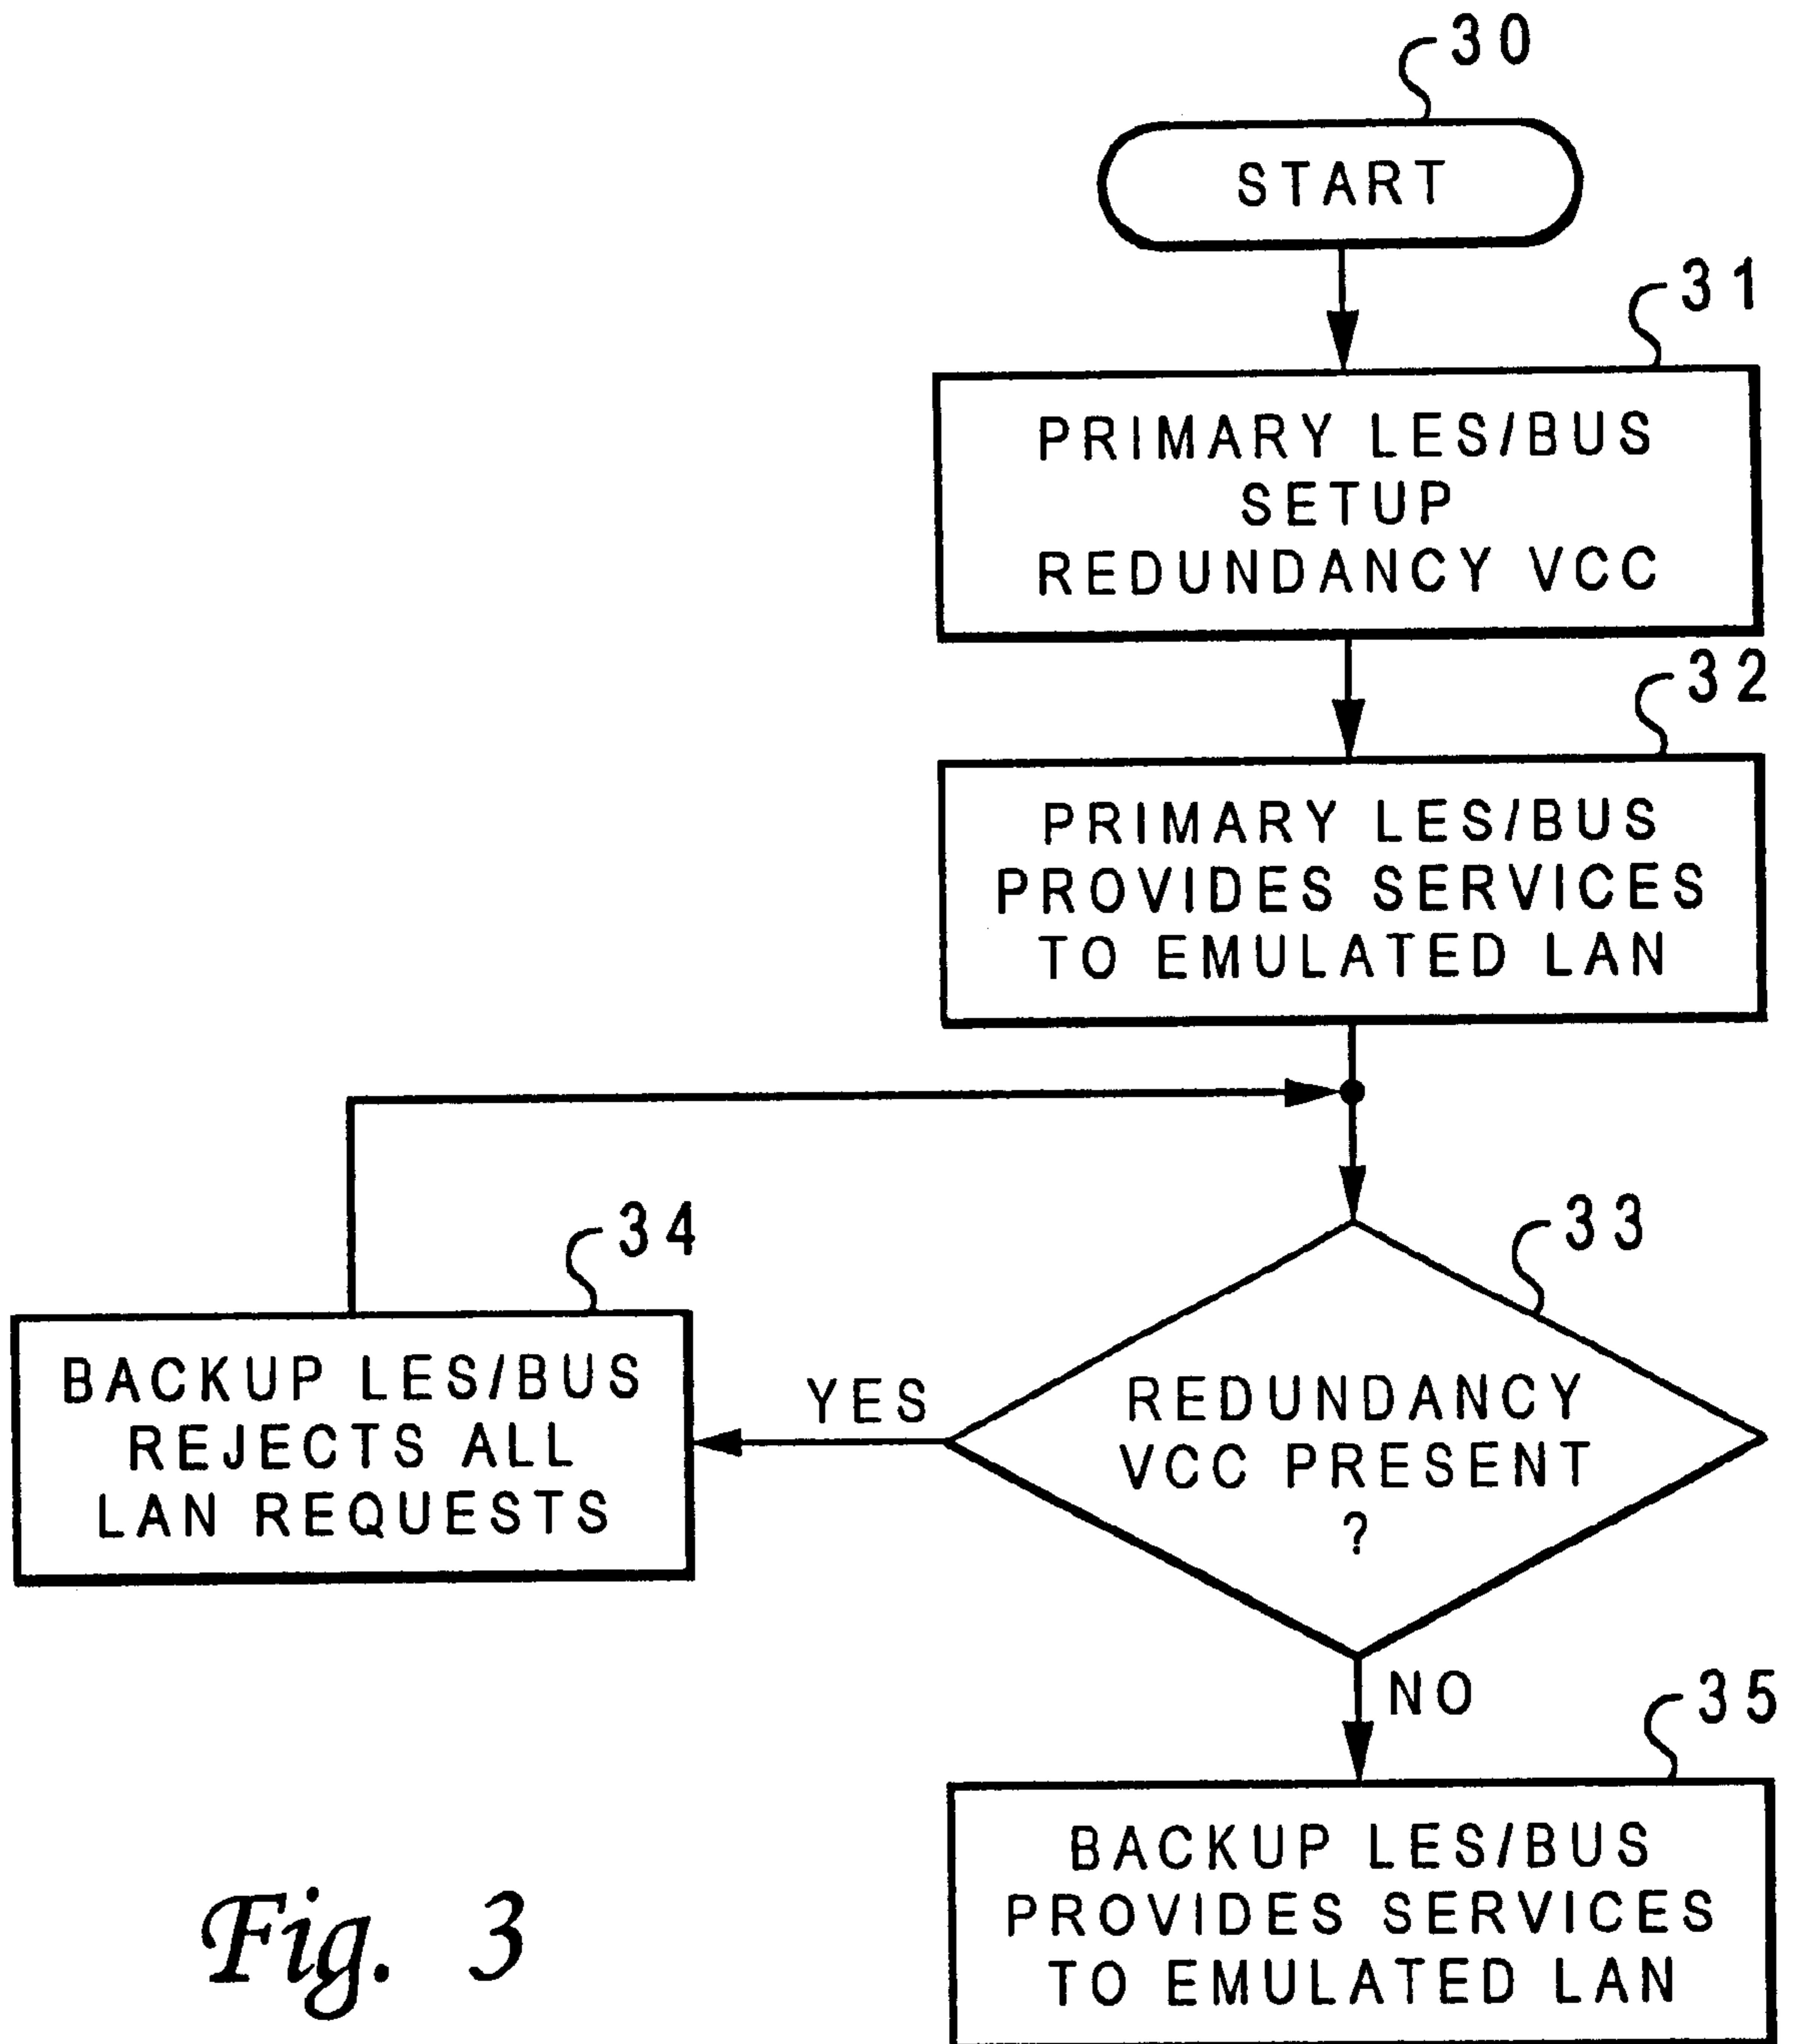 30
START
31
PRIMARY LES/BUS
SETUP
REDUNDANCY VCC
32
PRIMARY LES/BUS
PROVIDES SERVICES
TO EMULATED LAN
33
34
REDUNDANCY
VCC PRESENT
?
YES
BACKUP LES/BUS
REJECTS ALL
LAN REQUESTS
NO
35
BACKUP LES/BUS
PROVIDES SERVICES
TO EMULATED LAN
Fig. 3